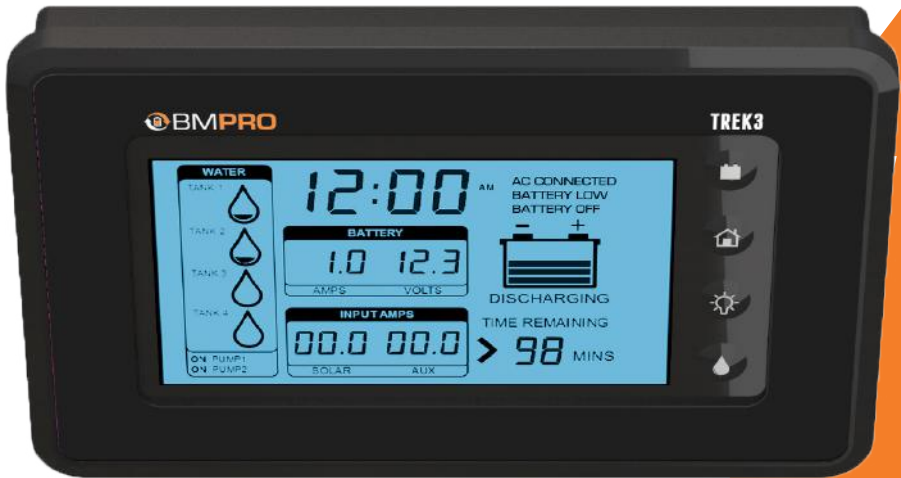 BMPRO
TREK3
WATER
TANK 1
TANK 2
TANK 3
TANK 4
ON PUMP1
ON PUMP2
12:00 AM
BATTERY
1.0 12.3
AMPS VOLTS
INPUT AMPS
00.0 00.0
SOLAR AUX
AC CONNECTED
BATTERY LOW
BATTERY OFF
- +
DISCHARGING
TIME REMAINING
> 98 MINS